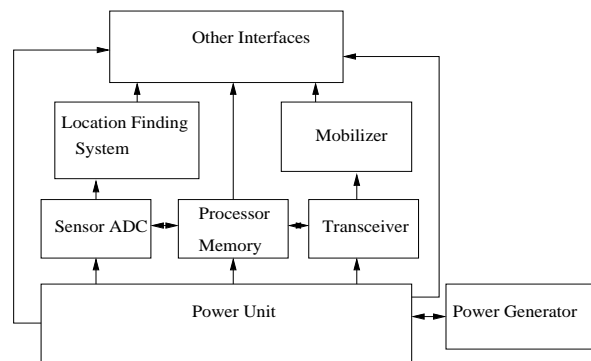 Other Interfaces
Location Finding
System
Mobilizer
Sensor ADC
Processor
Memory
Transceiver
Power Unit
Power Generator